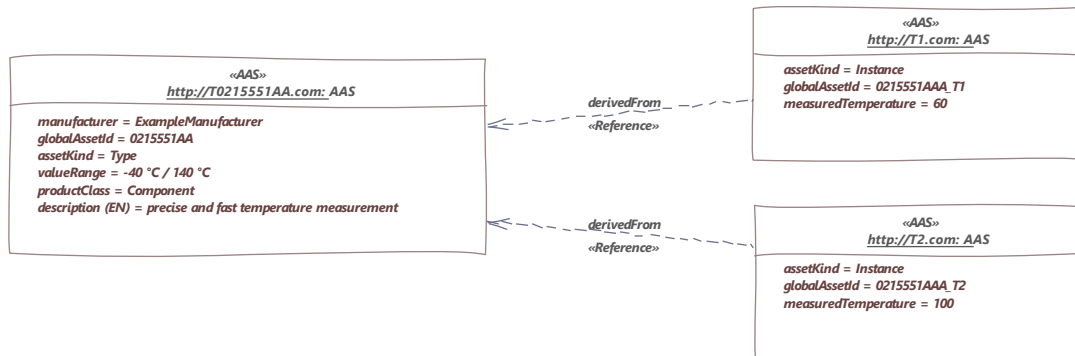 «AAS»
http://T0215551AA.com: AAS
manufacturer = ExampleManufacturer
globalAssetId = 0215551AA
assetKind = Type
valueRange = -40 °C / 140 °C
productClass = Component
description (EN) = precise and fast temperature measurement
derivedFrom
«Reference»
derivedFrom
«Reference»
«AAS»
http://T1.com: AAS
assetKind = Instance
globalAssetId = 0215551AAA_T1
measuredTemperature = 60
«AAS»
http://T2.com: AAS
assetKind = Instance
globalAssetId = 0215551AAA_T2
measuredTemperature = 100